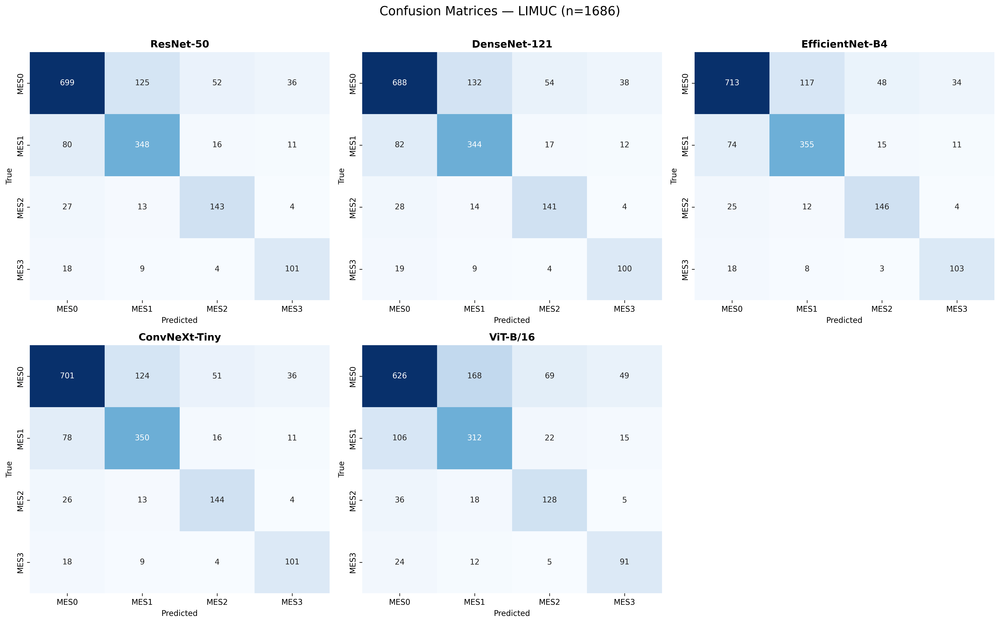 Confusion Matrices — LIMUC (n=1686)
ResNet-50
MES0 699 125 52 36
MES1 80 348 16 11
MES2 27 13 143 4
MES3 18 9 4 101
True
MES0 MES1 MES2 MES3
Predicted
DenseNet-121
MES0 688 132 54 38
MES1 82 344 17 12
MES2 28 14 141 4
MES3 19 9 4 100
True
MES0 MES1 MES2 MES3
Predicted
EfficientNet-B4
MES0 713 117 48 34
MES1 74 355 15 11
MES2 25 12 146 4
MES3 18 8 3 103
True
MES0 MES1 MES2 MES3
Predicted
ConvNeXt-Tiny
MES0 701 124 51 36
MES1 78 350 16 11
MES2 26 13 144 4
MES3 18 9 4 101
True
MES0 MES1 MES2 MES3
Predicted
ViT-B/16
MES0 626 168 69 49
MES1 106 312 22 15
MES2 36 18 128 5
MES3 24 12 5 91
True
MES0 MES1 MES2 MES3
Predicted